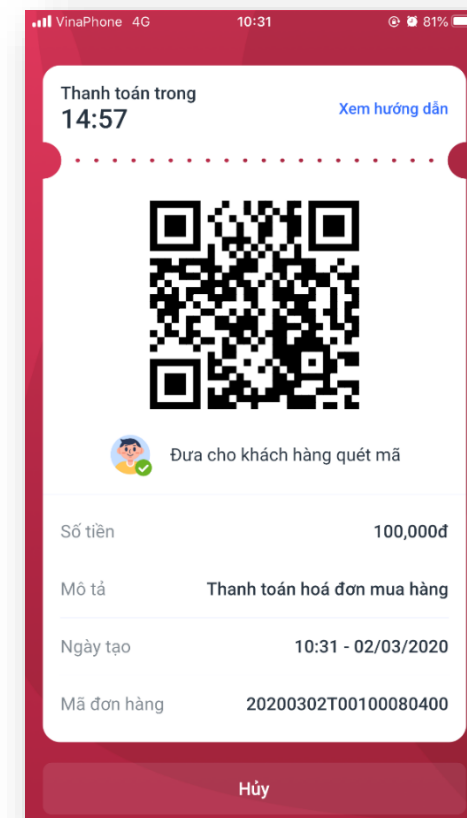 VinaPhone 4G 10:31 81%
Thanh toán trong
14:57
Xem hướng dẫn
Đưa cho khách hàng quét mã
Số tiền 100,000đ
Mô tả Thanh toán hoá đơn mua hàng
Ngày tạo 10:31 - 02/03/2020
Mã đơn hàng 20200302T00100080400
Hủy